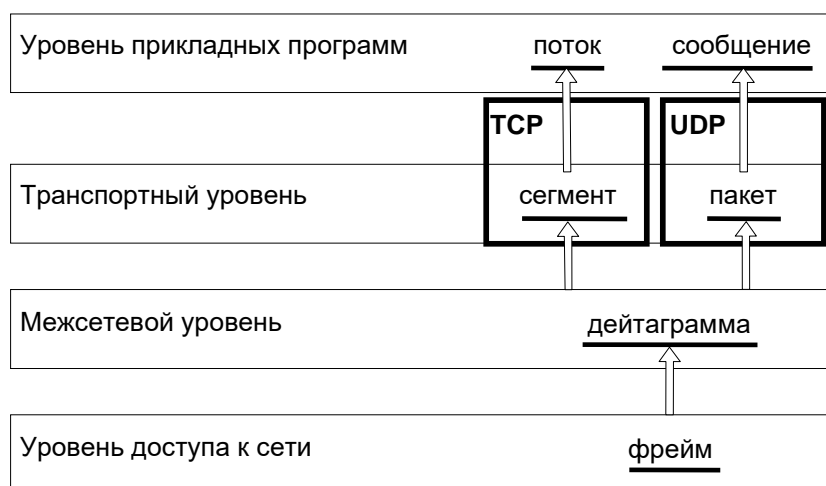 Уровень прикладных программ поток сообщение
TCP UDP
Транспортный уровень сегмент пакет
Межсетевой уровень дейтаграмма
Уровень доступа к сети фрейм